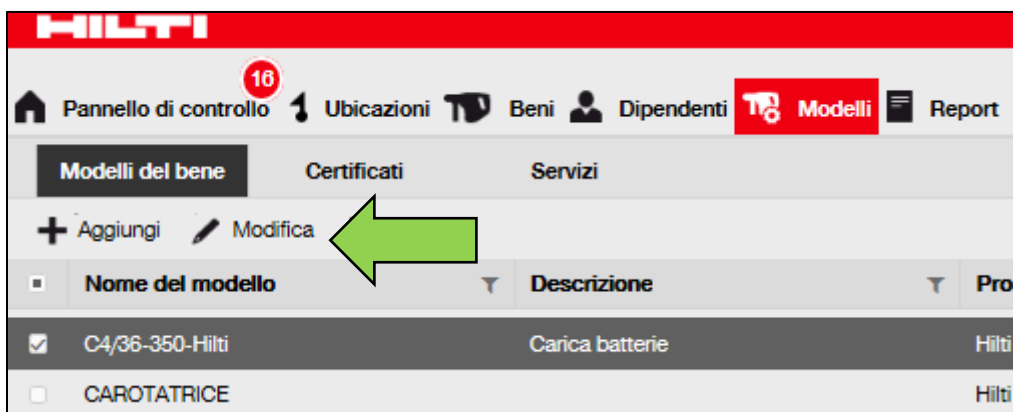 HILTI
16
Pannello di controllo Ubicazioni Beni Dipendenti Modelli Report
Modelli del bene Certificati Servizi
Aggiungi Modifica
Nome del modello Descrizione Pro
C4/36-350-Hilti Carica batterie Hilti
CAROTATRICE Hilti